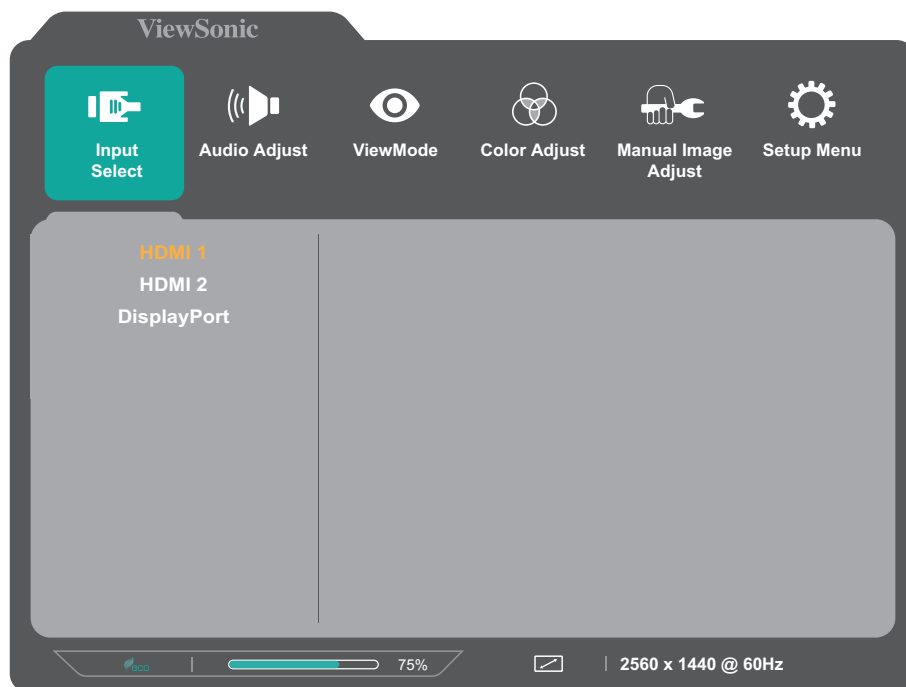 ViewSonic
Input
Select
Audio Adjust
ViewMode
Color Adjust
Manual Image
Adjust
Setup Menu
HDMI 1
HDMI 2
DisplayPort
eco
75%
2560 x 1440 @ 60Hz